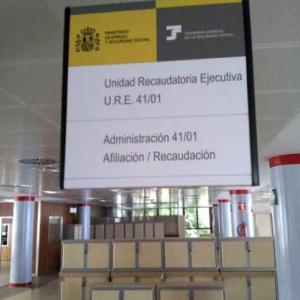 MINISTERIO
DE EMPLEO
Y SEGURIDAD SOCIAL
TESORERÍA GENERAL
DE LA SEGURIDAD SOCIAL
Unidad Recaudatoria Ejecutiva
U.R.E. 41/01
Administración 41/01
Afiliación / Recaudación